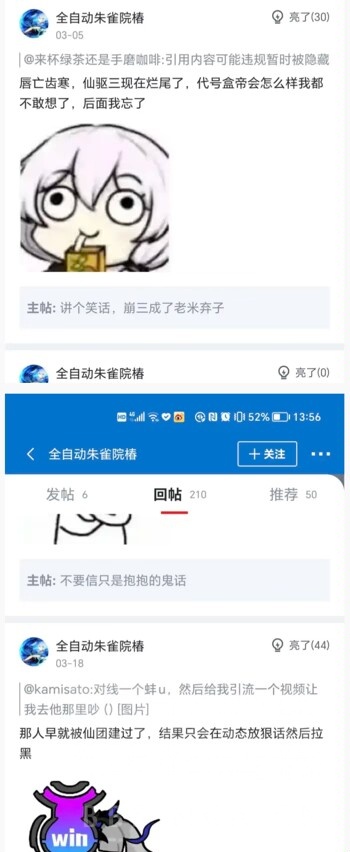 全自动朱雀院椿
亮了(30)
03-05
@来杯绿茶还是手磨咖啡:引用内容可能违规暂时被隐藏
唇亡齿寒，仙驱三现在烂尾了，代号盒帝会怎么样我都
不敢想了，后面我忘了
主帖: 讲个笑话，崩三成了老米弃子
全自动朱雀院椿
亮了(0)
52% 13:56
全自动朱雀院椿
+关注
发帖 6
回帖 210
推荐 50
主帖: 不要信只是抱抱的鬼话
全自动朱雀院椿
亮了(44)
03-18
@kamisato:对线一个蚌u，然后给我引流一个视频让
我去他那里吵 () [图片]
那人早就被仙团建过了，结果只会在动态放狠话然后拉
黑
win